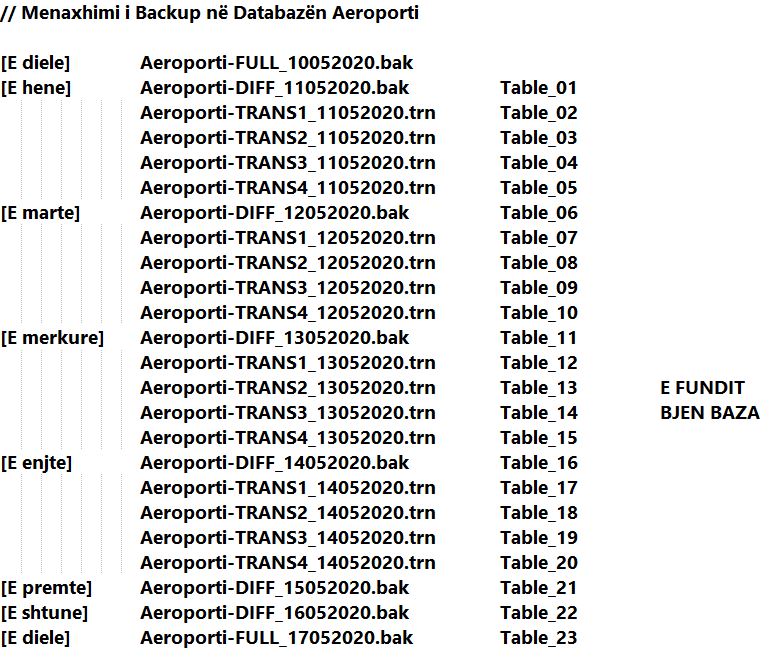 // Menaxhimi i Backup në Databazën Aeroporti
[E diele] Aeroporti-FULL_10052020.bak
[E hene] Aeroporti-DIFF_11052020.bak Table_01
Aeroporti-TRANS1_11052020.trn Table_02
Aeroporti-TRANS2_11052020.trn Table_03
Aeroporti-TRANS3_11052020.trn Table_04
Aeroporti-TRANS4_11052020.trn Table_05
[E marte] Aeroporti-DIFF_12052020.bak Table_06
Aeroporti-TRANS1_12052020.trn Table_07
Aeroporti-TRANS2_12052020.trn Table_08
Aeroporti-TRANS3_12052020.trn Table_09
Aeroporti-TRANS4_12052020.trn Table_10
[E merkure] Aeroporti-DIFF_13052020.bak Table_11
Aeroporti-TRANS1_13052020.trn Table_12
Aeroporti-TRANS2_13052020.trn Table_13 E FUNDIT
Aeroporti-TRANS3_13052020.trn Table_14 BJEN BAZA
Aeroporti-TRANS4_13052020.trn Table_15
[E enjte] Aeroporti-DIFF_14052020.bak Table_16
Aeroporti-TRANS1_14052020.trn Table_17
Aeroporti-TRANS2_14052020.trn Table_18
Aeroporti-TRANS3_14052020.trn Table_19
Aeroporti-TRANS4_14052020.trn Table_20
[E premte] Aeroporti-DIFF_15052020.bak Table_21
[E shtune] Aeroporti-DIFF_16052020.bak Table_22
[E diele] Aeroporti-FULL_17052020.bak Table_23